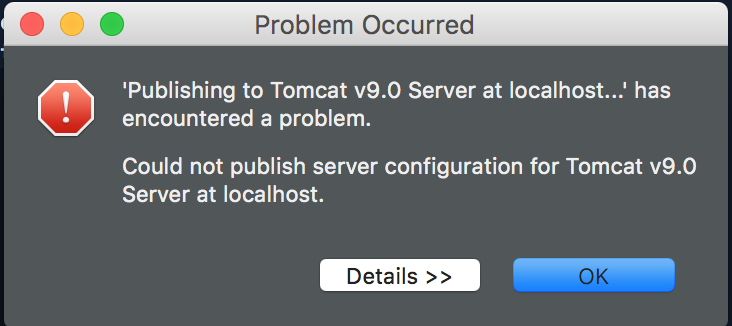 Problem Occurred
'Publishing to Tomcat v9.0 Server at localhost...' has
encountered a problem.
Could not publish server configuration for Tomcat v9.0
Server at localhost.
Details >>
OK